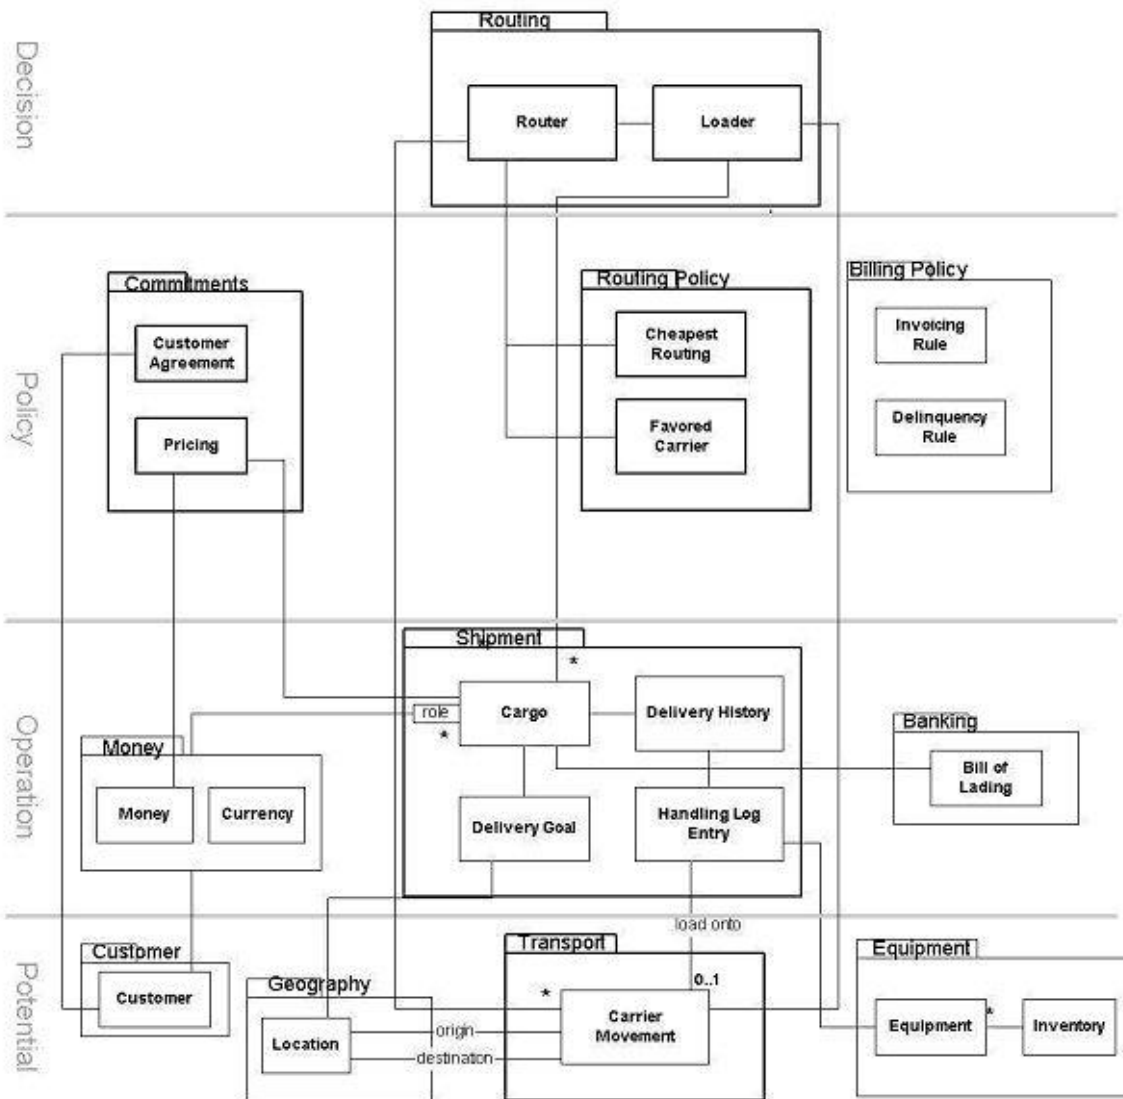 Decision
Routing
Router
Loader
Policy
Commitments
Customer
Agreement
Pricing
Routing Policy
Cheapest
Routing
Favored
Carrier
Billing Policy
Invoicing
Rule
Delinquency
Rule
Operation
Shipment
*
*
role
*
Cargo
Delivery History
Delivery Goal
Handling Log
Entry
Money
Money
Currency
Banking
Bill of
Lading
Potential
Customer
Customer
Geography
Location
origin
destination
load onto
Transport
0..1
*
Carrier
Movement
Equipment
Equipment
*
Inventory